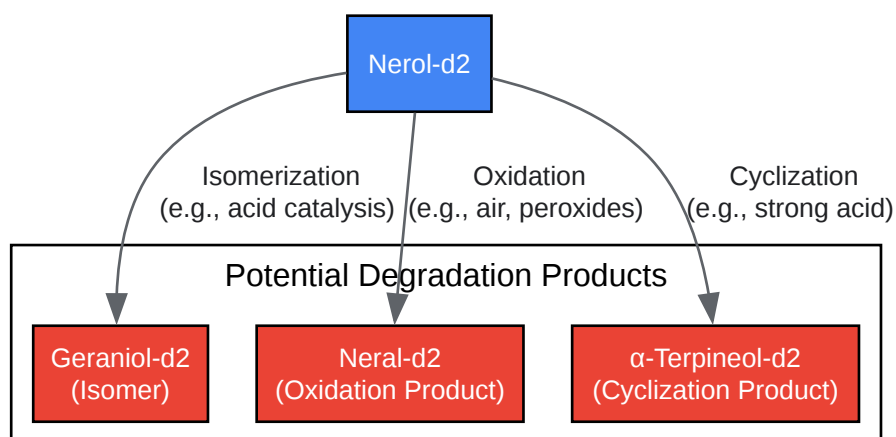 Nerol-d2
Isomerization
(e.g., acid catalysis)
Oxidation
(e.g., air, peroxides)
Cyclization
(e.g., strong acid)
Potential Degradation Products
Geraniol-d2
(Isomer)
Neral-d2
(Oxidation Product)
α-Terpineol-d2
(Cyclization Product)